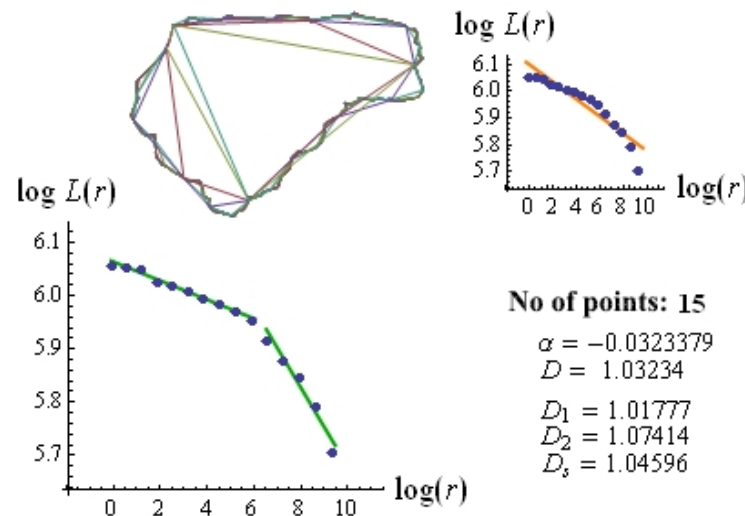 log L(r)
6.1
6.0
5.9
5.8
5.7
0 2 4 6 8 10
log(r)
log L(r)
6.1
6.0
5.9
5.8
5.7
0 2 4 6 8 10
log(r)
No of points: 15
α = −0.0323379
D = 1.03234
D₁ = 1.01777
D₂ = 1.07414
Dₛ = 1.04596